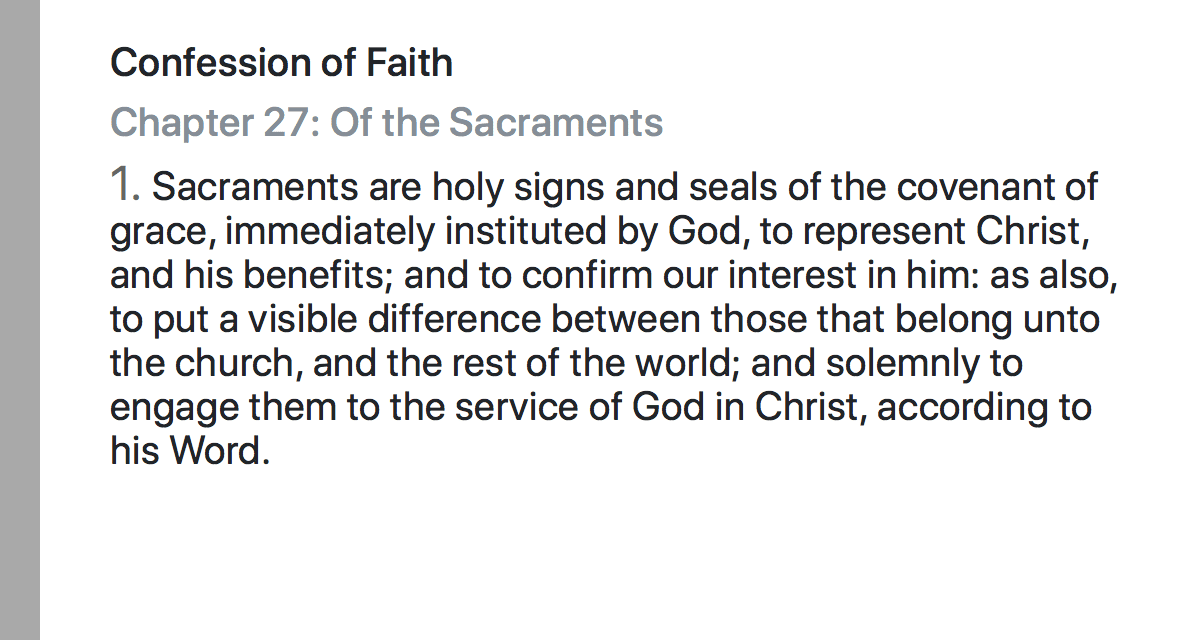 Confession of Faith
Chapter 27: Of the Sacraments
1. Sacraments are holy signs and seals of the covenant of
grace, immediately instituted by God, to represent Christ,
and his benefits; and to confirm our interest in him: as also,
to put a visible difference between those that belong unto
the church, and the rest of the world; and solemnly to
engage them to the service of God in Christ, according to
his Word.